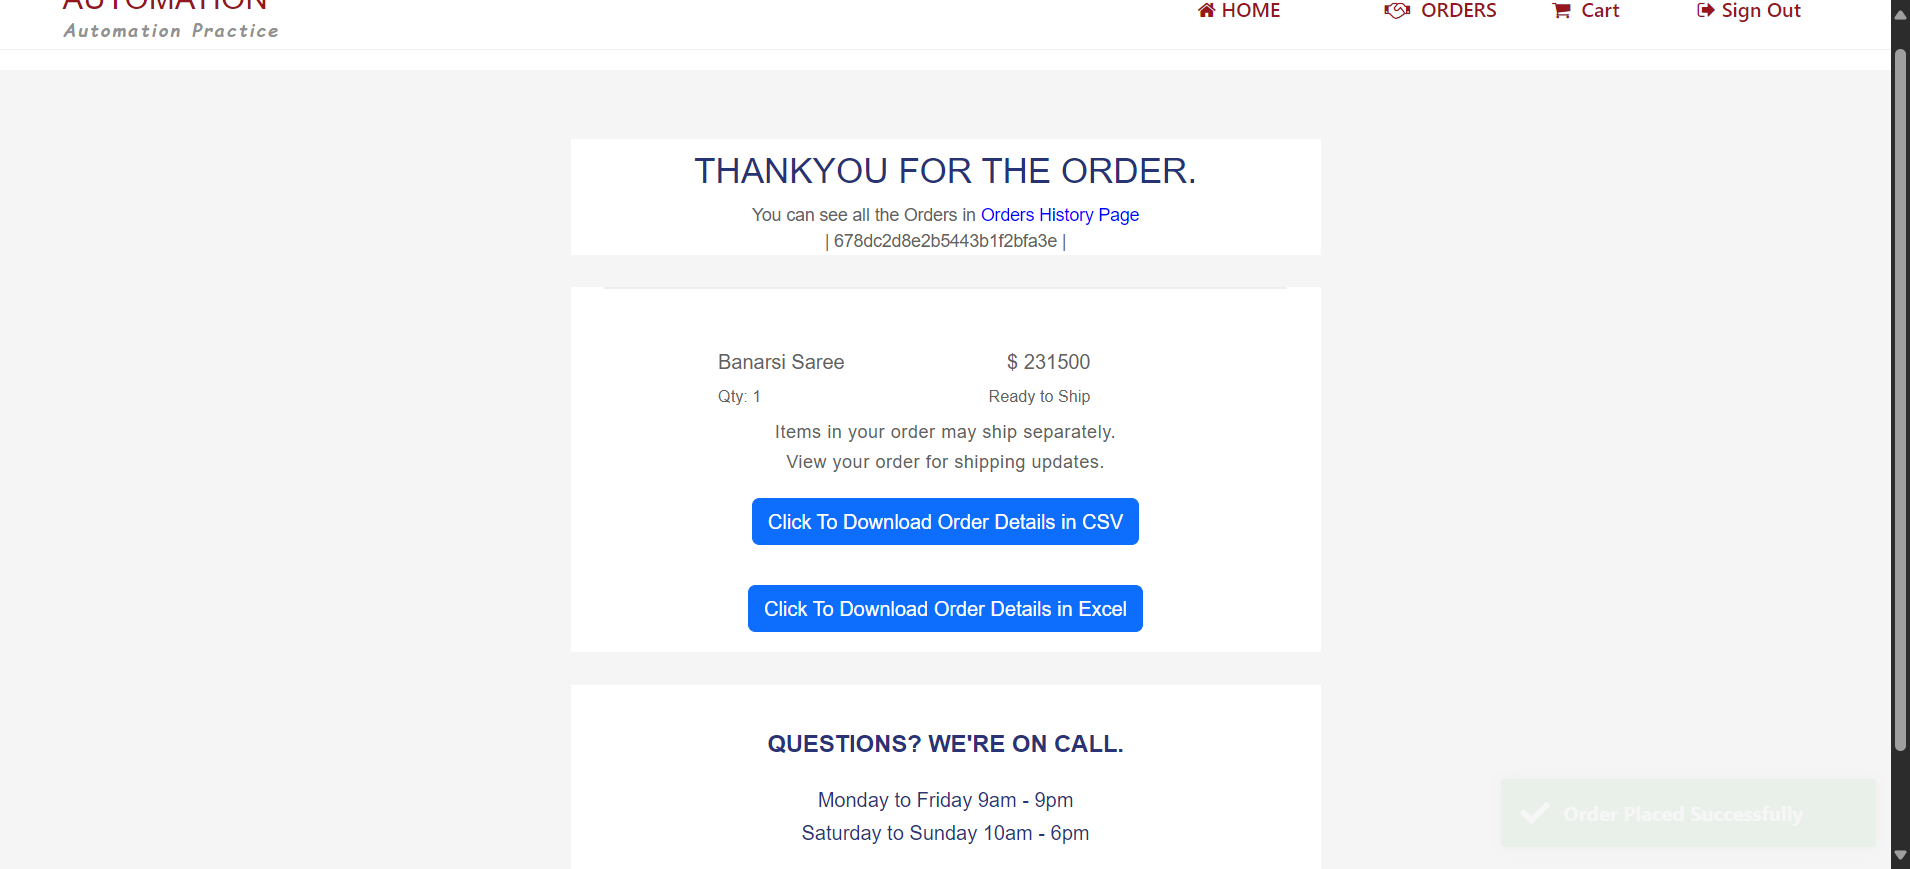 AUTOMATION
Automation Practice
HOME
ORDERS
Cart
Sign Out
THANKYOU FOR THE ORDER.
You can see all the Orders in Orders History Page
| 678dc2d8e2b5443b1f2bfa3e |
Banarsi Saree $ 231500
Qty: 1 Ready to Ship
Items in your order may ship separately.
View your order for shipping updates.
Click To Download Order Details in CSV
Click To Download Order Details in Excel
QUESTIONS? WE'RE ON CALL.
Monday to Friday 9am - 9pm
Saturday to Sunday 10am - 6pm
Order Placed Successfully